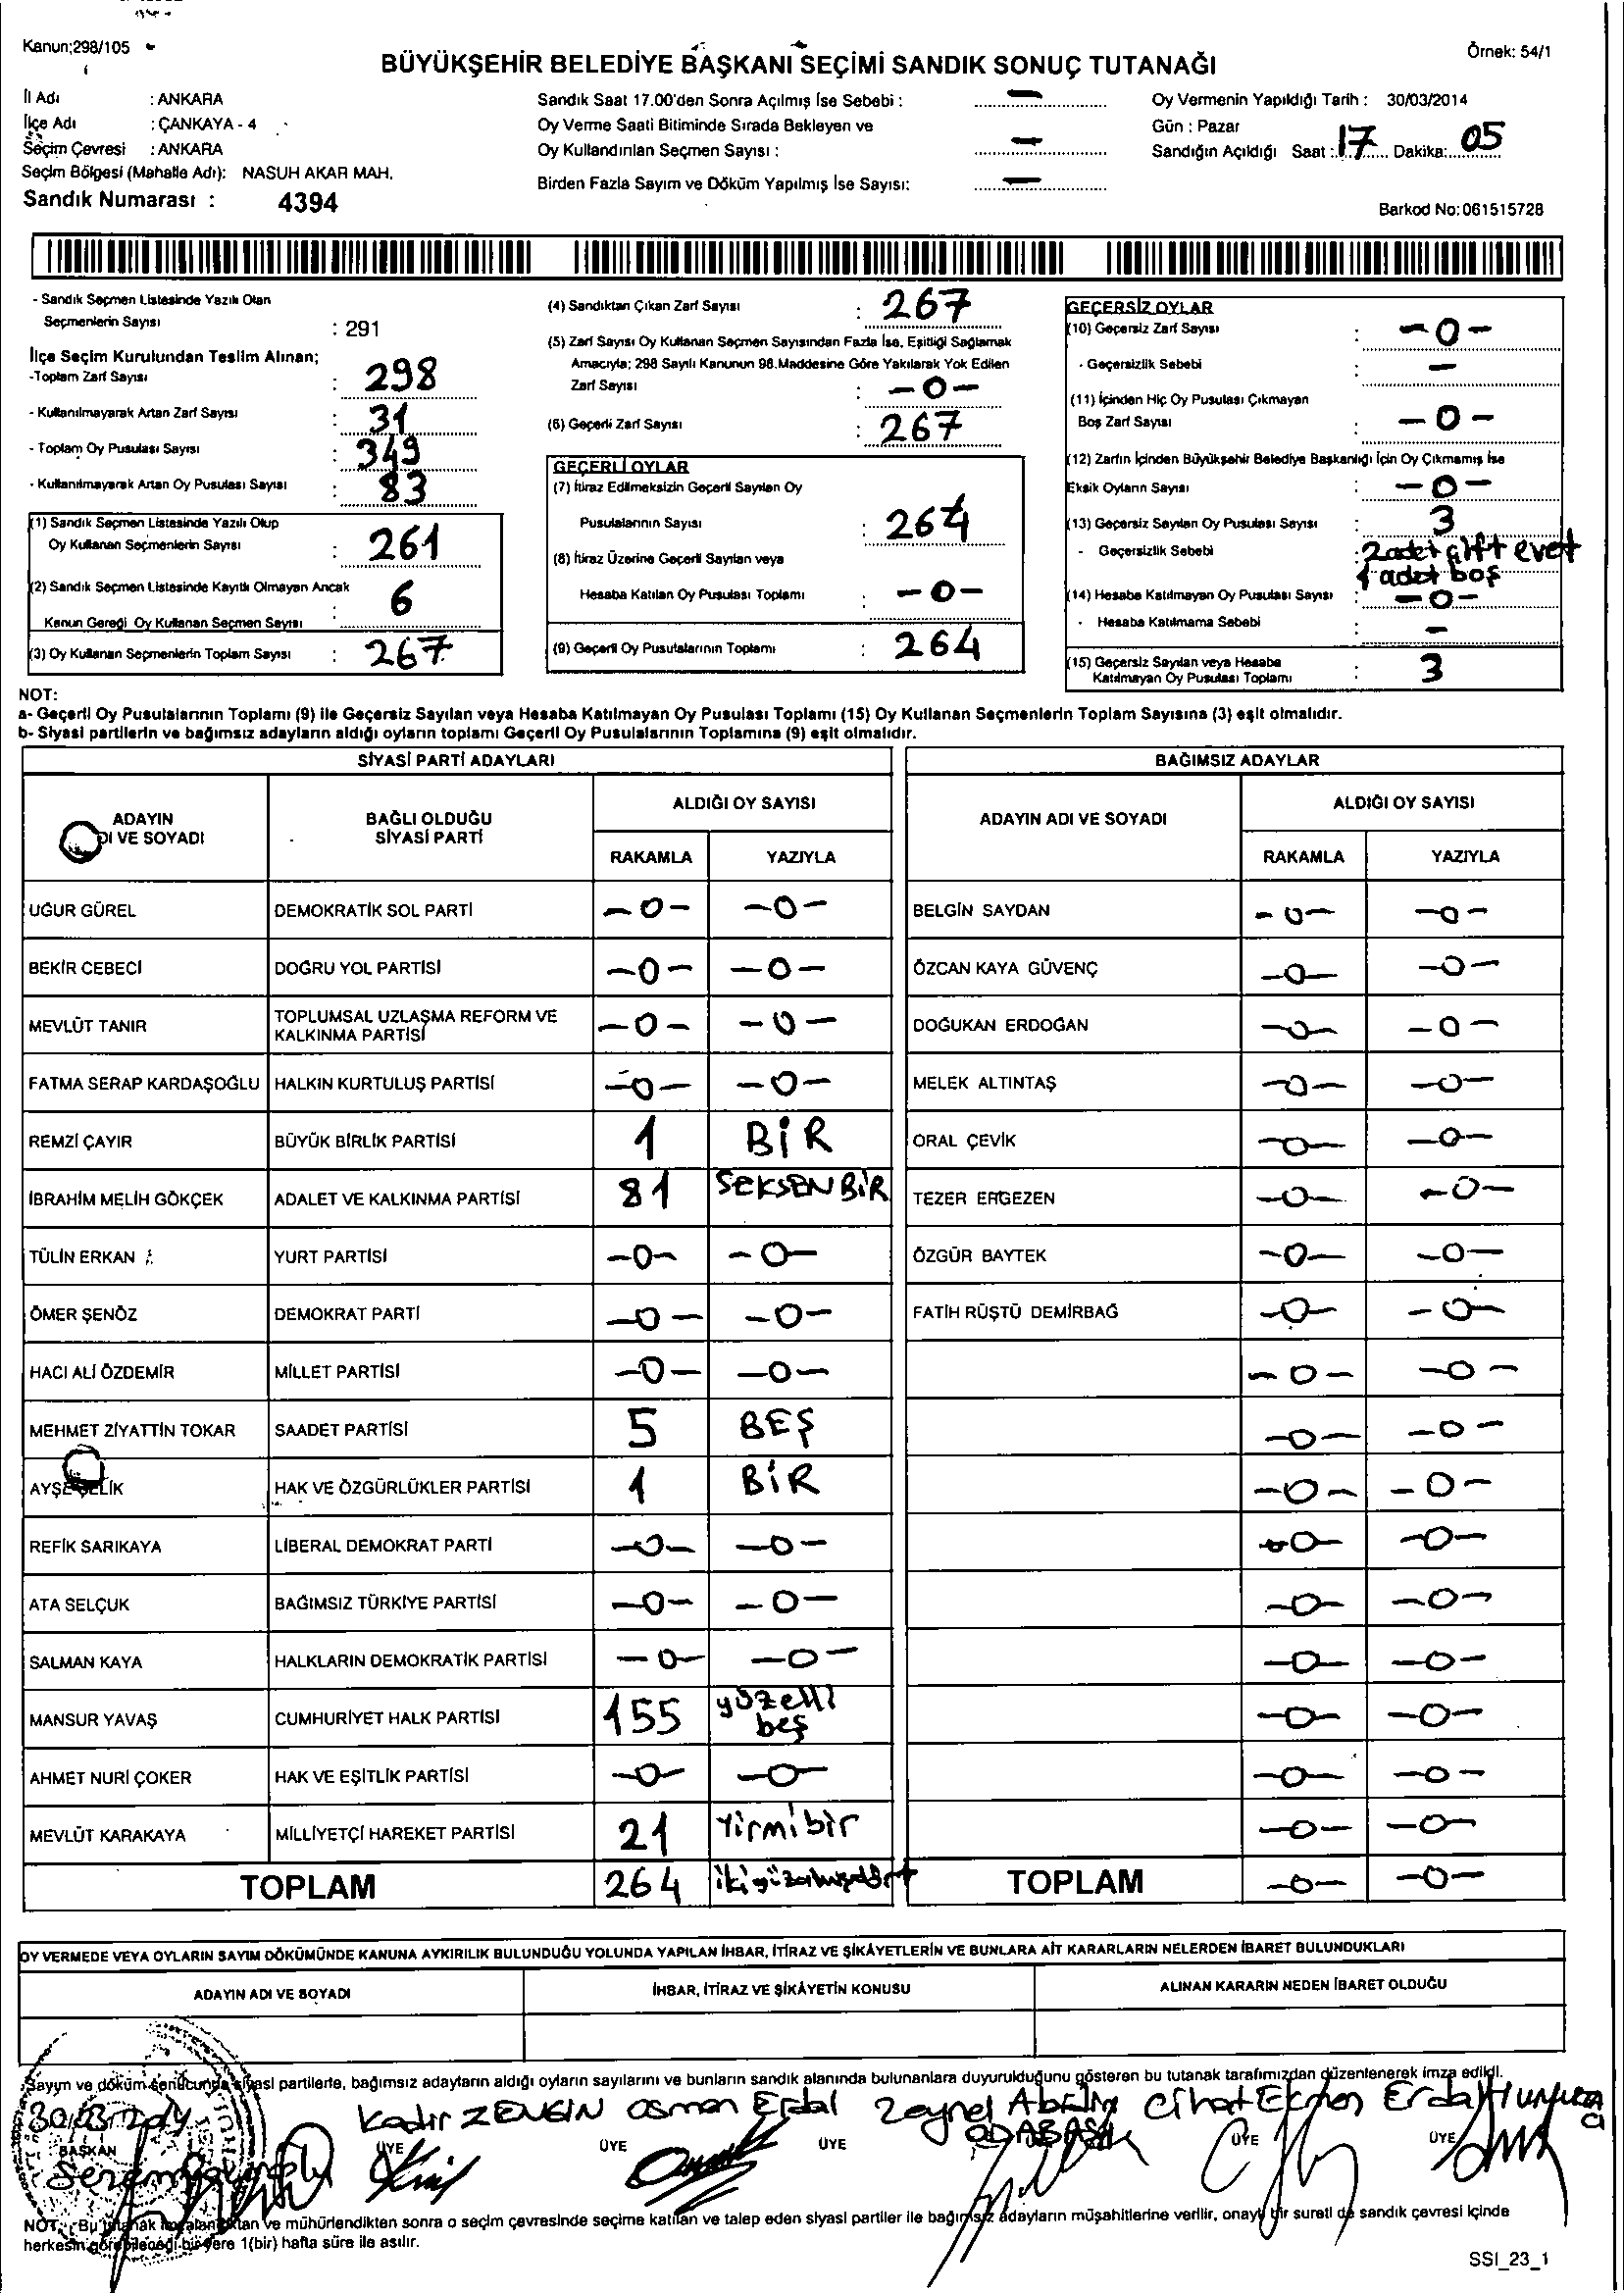 Kanun;298/105
Örnek: 54/1
BÜYÜKŞEHİR BELEDİYE BAŞKANI SEÇİMİ SANDIK SONUÇ TUTANAĞI
İl Adı : ANKARA
İlçe Adı : ÇANKAYA - 4
Seçim Çevresi : ANKARA
Seçim Bölgesi (Mahalle Adı): NASUH AKAR MAH.
Sandık Numarası : 4394
Sandık Saat 17.00'den Sonra Açılmış İse Sebebi : –
Oy Verme Saati Bitiminde Sırada Bekleyen ve
Oy Kullandırılan Seçmen Sayısı : –
Birden Fazla Sayım ve Döküm Yapılmış İse Sayısı: –
Oy Vermenin Yapıldığı Tarih : 30/03/2014
Gün : Pazar
Sandığın Açıldığı Saat : 17 Dakika: 05
Barkod No: 061515728
- Sandık Seçmen Listesinde Yazılı Olan
Seçmenlerin Sayısı : 291
İlçe Seçim Kurulundan Teslim Alınan;
-Toplam Zarf Sayısı : 298
- Kullanılmayarak Artan Zarf Sayısı : 31
- Toplam Oy Pusulası Sayısı : 349
- Kullanılmayarak Artan Oy Pusulası Sayısı : 83
(1) Sandık Seçmen Listesinde Yazılı Olup
Oy Kullanan Seçmenlerin Sayısı : 261
(2) Sandık Seçmen Listesinde Kayıtlı Olmayan Ancak
Kanun Gereği Oy Kullanan Seçmen Sayısı : 6
(3) Oy Kullanan Seçmenlerin Toplam Sayısı : 267
(4) Sandıktan Çıkan Zarf Sayısı : 267
(5) Zarf Sayısı Oy Kullanan Seçmen Sayısından Fazla İse, Eşitliği Sağlamak
Amacıyla; 298 Sayılı Kanunun 98.Maddesine Göre Yakılarak Yok Edilen
Zarf Sayısı : -0-
(6) Geçerli Zarf Sayısı : 267
GEÇERLİ OYLAR
(7) İtiraz Edilmeksizin Geçerli Sayılan Oy
Pusulalarının Sayısı : 264
(8) İtiraz Üzerine Geçerli Sayılan veya
Hesaba Katılan Oy Pusulası Toplamı : -0-
(9) Geçerli Oy Pusulalarının Toplamı : 264
GEÇERSİZ OYLAR
(10) Geçersiz Zarf Sayısı : -0-
- Geçersizlik Sebebi : –
(11) İçinden Hiç Oy Pusulası Çıkmayan
Boş Zarf Sayısı : -0-
(12) Zarfın İçinden Büyükşehir Belediye Başkanlığı İçin Oy Çıkmamış İse
Eksik Oyların Sayısı : -0-
(13) Geçersiz Sayılan Oy Pusulası Sayısı : 3
- Geçersizlik Sebebi : 2 adet çift evet
1 adet boş
(14) Hesaba Katılmayan Oy Pusulası Sayısı : -0-
- Hesaba Katılmama Sebebi : –
(15) Geçersiz Sayılan veya Hesaba
Katılmayan Oy Pusulası Toplamı : 3
NOT:
a- Geçerli Oy Pusulalarının Toplamı (9) ile Geçersiz Sayılan veya Hesaba Katılmayan Oy Pusulası Toplamı (15) Oy Kullanan Seçmenlerin Toplam Sayısına (3) eşit olmalıdır.
b- Siyasi partilerin ve bağımsız adayların aldığı oyların toplamı Geçerli Oy Pusulalarının Toplamına (9) eşit olmalıdır.
SİYASİ PARTİ ADAYLARI
BAĞIMSIZ ADAYLAR
ADAYIN
DI VE SOYADI
BAĞLI OLDUĞU
SİYASİ PARTİ
ALDIĞI OY SAYISI
RAKAMLA YAZIYLA
ADAYIN ADI VE SOYADI
ALDIĞI OY SAYISI
RAKAMLA YAZIYLA
UĞUR GÜREL DEMOKRATİK SOL PARTİ -0- -0- BELGİN SAYDAN -0- -0-
BEKİR CEBECİ DOĞRU YOL PARTİSİ -0- -0- ÖZCAN KAYA GÜVENÇ -0- -0-
MEVLÜT TANIR TOPLUMSAL UZLAŞMA REFORM VE KALKINMA PARTİSİ -0- -0- DOĞUKAN ERDOĞAN -0- -0-
FATMA SERAP KARDAŞOĞLU HALKIN KURTULUŞ PARTİSİ -0- -0- MELEK ALTINTAŞ -0- -0-
REMZİ ÇAYIR BÜYÜK BİRLİK PARTİSİ 1 BİR ORAL ÇEVİK -0- -0-
İBRAHİM MELİH GÖKÇEK ADALET VE KALKINMA PARTİSİ 81 SEKSEN BİR TEZER ERGEZEN -0- -0-
TÜLİN ERKAN YURT PARTİSİ -0- -0- ÖZGÜR BAYTEK -0- -0-
ÖMER ŞENÖZ DEMOKRAT PARTİ -0- -0- FATİH RÜŞTÜ DEMİRBAĞ -0- -0-
HACI ALİ ÖZDEMİR MİLLET PARTİSİ -0- -0- -0- -0-
MEHMET ZİYATTİN TOKAR SAADET PARTİSİ 5 BEŞ -0- -0-
AYŞE ÇELİK HAK VE ÖZGÜRLÜKLER PARTİSİ 1 BİR -0- -0-
REFİK SARIKAYA LİBERAL DEMOKRAT PARTİ -0- -0- -0- -0-
ATA SELÇUK BAĞIMSIZ TÜRKİYE PARTİSİ -0- -0- -0- -0-
SALMAN KAYA HALKLARIN DEMOKRATİK PARTİSİ -0- -0- -0- -0-
MANSUR YAVAŞ CUMHURİYET HALK PARTİSİ 155 yüzelli beş -0- -0-
AHMET NURİ ÇOKER HAK VE EŞİTLİK PARTİSİ -0- -0- -0- -0-
MEVLÜT KARAKAYA MİLLİYETÇİ HAREKET PARTİSİ 21 Yirmibir -0- -0-
TOPLAM 264 ikiyüzaltmışdört TOPLAM -0- -0-
OY VERMEDE VEYA OYLARIN SAYIM DÖKÜMÜNDE KANUNA AYKIRILIK BULUNDUĞU YOLUNDA YAPILAN İHBAR, İTİRAZ VE ŞİKÂYETLERİN VE BUNLARA AİT KARARLARIN NELERDEN İBARET BULUNDUKLARI
ADAYIN ADI VE SOYADI İHBAR, İTİRAZ VE ŞİKÂYETİN KONUSU ALINAN KARARIN NEDEN İBARET OLDUĞU
Sayım ve döküm sonucunda siyasi partilerle, bağımsız adayların aldığı oyların sayılarını ve bunların sandık alanında bulunanlara duyurulduğunu gösteren bu tutanak tarafımızdan düzenlenerek imza edildi.
30/03/2014 Kadir ZENGİN Osman Erdal Zeynel Abidin Cihat Ekmen Erdal
BAŞKAN ÜYE ÜYE ÜYE ÜYE ÜYE
NOT: Bu tutanak imzalandıktan ve mühürlendikten sonra o seçim çevresinde seçime katılan ve talep eden siyasi partiler ile bağımsız adayların müşahitlerine verilir, onaylı bir sureti de sandık çevresi içinde
herkesin görebileceği bir yere 1(bir) hafta süre ile asılır.
SSI_23_1